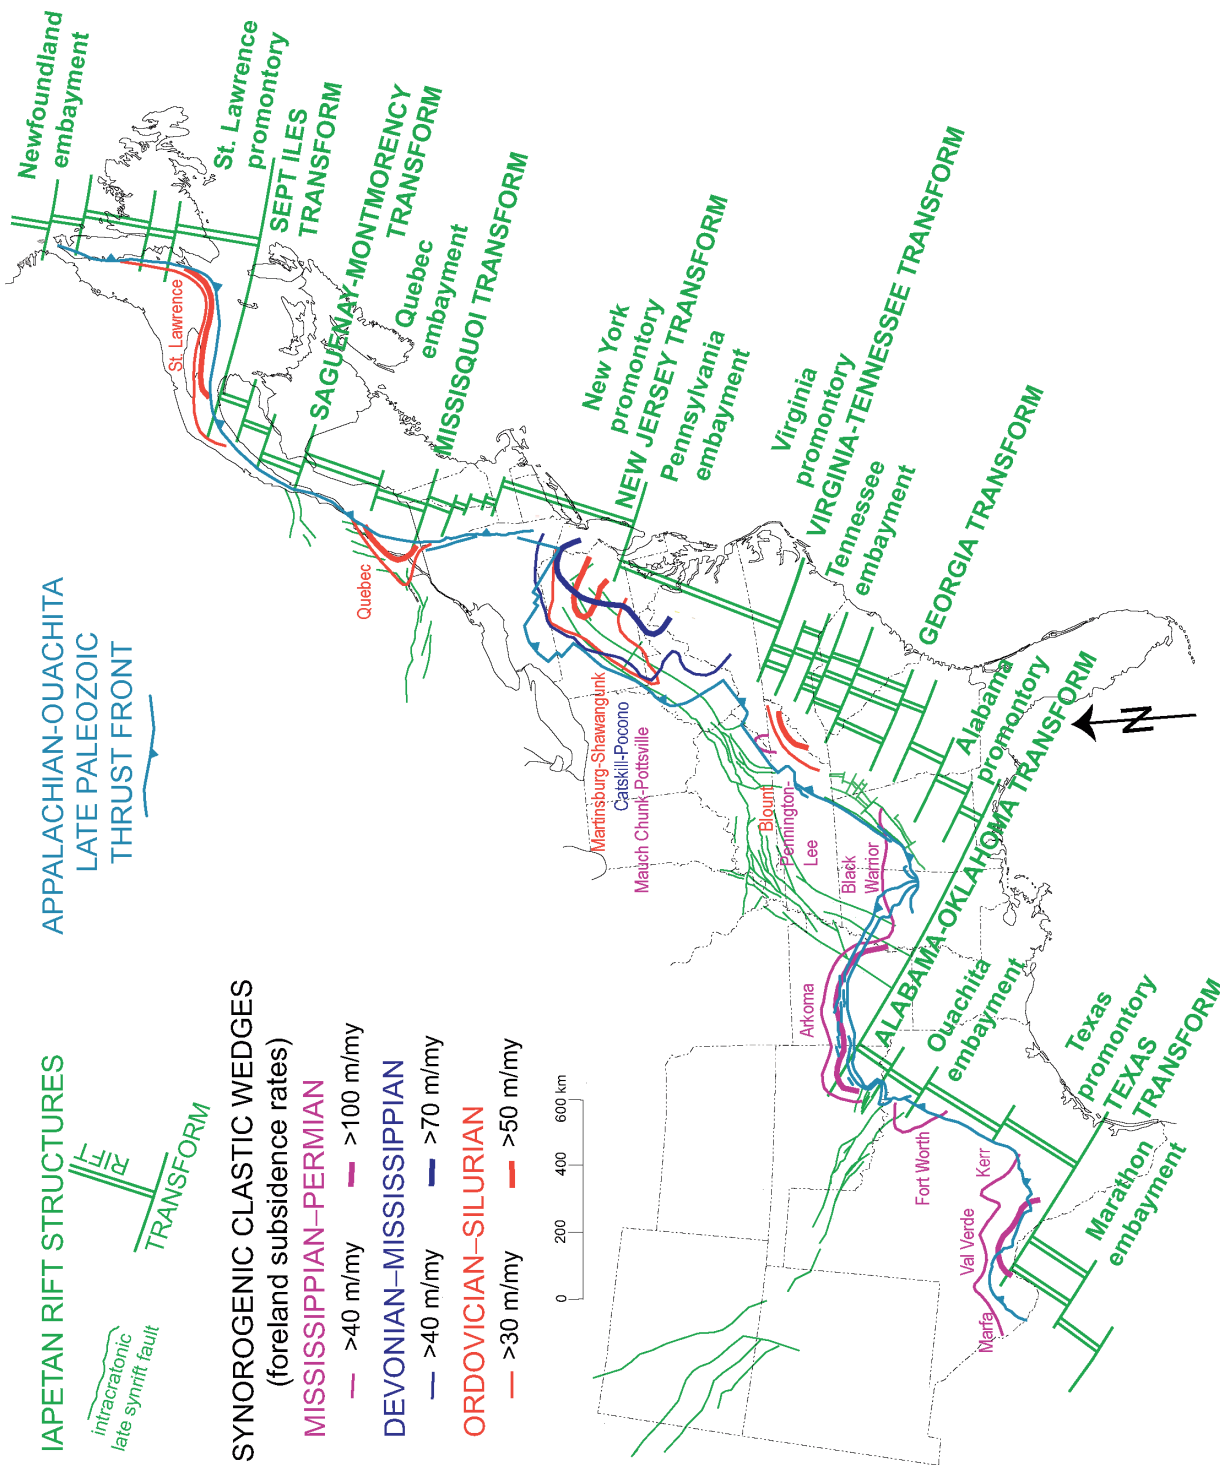 IAPETAN RIFT STRUCTURES
RIFT
TRANSFORM
intracratonic
late synrift fault
SYNOROGENIC CLASTIC WEDGES
(foreland subsidence rates)
MISSISSIPPIAN–PERMIAN
>40 m/my
>100 m/my
DEVONIAN–MISSISSIPPIAN
>40 m/my
>70 m/my
ORDOVICIAN–SILURIAN
>30 m/my
>50 m/my
APPALACHIAN-OUACHITA
LATE PALEOZOIC
THRUST FRONT
0
200
400
600 km
N
Newfoundland
embayment
St. Lawrence
promontory
SEPT ILES
TRANSFORM
SAGUENAY-MONTMORENCY
TRANSFORM
Quebec
embayment
MISSISQUOI TRANSFORM
New York
promontory
NEW JERSEY TRANSFORM
Pennsylvania
embayment
Virginia
promontory
VIRGINIA-TENNESSEE TRANSFORM
Tennessee
embayment
GEORGIA TRANSFORM
Alabama
promontory
ALABAMA-OKLAHOMA TRANSFORM
Ouachita
embayment
Texas
promontory
TEXAS
TRANSFORM
Marathon
embayment
St. Lawrence
Quebec
Martinsburg-Shawangunk
Catskill-Pocono
Mauch Chunk-Pottsville
Blount
Pennington-
Lee
Black
Warrior
Arkoma
Fort Worth
Kerr
Val Verde
Marfa